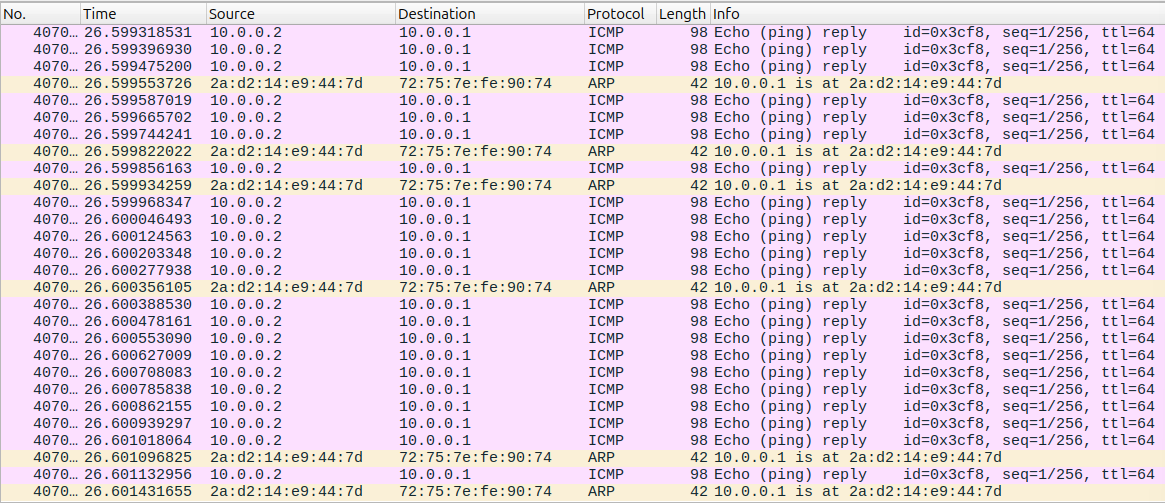 No. Time Source Destination Protocol Length Info
4070… 26.599318531 10.0.0.2 10.0.0.1 ICMP 98 Echo (ping) reply id=0x3cf8, seq=1/256, ttl=64
4070… 26.599396930 10.0.0.2 10.0.0.1 ICMP 98 Echo (ping) reply id=0x3cf8, seq=1/256, ttl=64
4070… 26.599475200 10.0.0.2 10.0.0.1 ICMP 98 Echo (ping) reply id=0x3cf8, seq=1/256, ttl=64
4070… 26.599553726 2a:d2:14:e9:44:7d 72:75:7e:fe:90:74 ARP 42 10.0.0.1 is at 2a:d2:14:e9:44:7d
4070… 26.599587019 10.0.0.2 10.0.0.1 ICMP 98 Echo (ping) reply id=0x3cf8, seq=1/256, ttl=64
4070… 26.599665702 10.0.0.2 10.0.0.1 ICMP 98 Echo (ping) reply id=0x3cf8, seq=1/256, ttl=64
4070… 26.599744241 10.0.0.2 10.0.0.1 ICMP 98 Echo (ping) reply id=0x3cf8, seq=1/256, ttl=64
4070… 26.599822022 2a:d2:14:e9:44:7d 72:75:7e:fe:90:74 ARP 42 10.0.0.1 is at 2a:d2:14:e9:44:7d
4070… 26.599856163 10.0.0.2 10.0.0.1 ICMP 98 Echo (ping) reply id=0x3cf8, seq=1/256, ttl=64
4070… 26.599934259 2a:d2:14:e9:44:7d 72:75:7e:fe:90:74 ARP 42 10.0.0.1 is at 2a:d2:14:e9:44:7d
4070… 26.599968347 10.0.0.2 10.0.0.1 ICMP 98 Echo (ping) reply id=0x3cf8, seq=1/256, ttl=64
4070… 26.600046493 10.0.0.2 10.0.0.1 ICMP 98 Echo (ping) reply id=0x3cf8, seq=1/256, ttl=64
4070… 26.600124563 10.0.0.2 10.0.0.1 ICMP 98 Echo (ping) reply id=0x3cf8, seq=1/256, ttl=64
4070… 26.600203348 10.0.0.2 10.0.0.1 ICMP 98 Echo (ping) reply id=0x3cf8, seq=1/256, ttl=64
4070… 26.600277938 10.0.0.2 10.0.0.1 ICMP 98 Echo (ping) reply id=0x3cf8, seq=1/256, ttl=64
4070… 26.600356105 2a:d2:14:e9:44:7d 72:75:7e:fe:90:74 ARP 42 10.0.0.1 is at 2a:d2:14:e9:44:7d
4070… 26.600388530 10.0.0.2 10.0.0.1 ICMP 98 Echo (ping) reply id=0x3cf8, seq=1/256, ttl=64
4070… 26.600478161 10.0.0.2 10.0.0.1 ICMP 98 Echo (ping) reply id=0x3cf8, seq=1/256, ttl=64
4070… 26.600553090 10.0.0.2 10.0.0.1 ICMP 98 Echo (ping) reply id=0x3cf8, seq=1/256, ttl=64
4070… 26.600627009 10.0.0.2 10.0.0.1 ICMP 98 Echo (ping) reply id=0x3cf8, seq=1/256, ttl=64
4070… 26.600708083 10.0.0.2 10.0.0.1 ICMP 98 Echo (ping) reply id=0x3cf8, seq=1/256, ttl=64
4070… 26.600785838 10.0.0.2 10.0.0.1 ICMP 98 Echo (ping) reply id=0x3cf8, seq=1/256, ttl=64
4070… 26.600862155 10.0.0.2 10.0.0.1 ICMP 98 Echo (ping) reply id=0x3cf8, seq=1/256, ttl=64
4070… 26.600939297 10.0.0.2 10.0.0.1 ICMP 98 Echo (ping) reply id=0x3cf8, seq=1/256, ttl=64
4070… 26.601018064 10.0.0.2 10.0.0.1 ICMP 98 Echo (ping) reply id=0x3cf8, seq=1/256, ttl=64
4070… 26.601096825 2a:d2:14:e9:44:7d 72:75:7e:fe:90:74 ARP 42 10.0.0.1 is at 2a:d2:14:e9:44:7d
4070… 26.601132956 10.0.0.2 10.0.0.1 ICMP 98 Echo (ping) reply id=0x3cf8, seq=1/256, ttl=64
4070… 26.601431655 2a:d2:14:e9:44:7d 72:75:7e:fe:90:74 ARP 42 10.0.0.1 is at 2a:d2:14:e9:44:7d